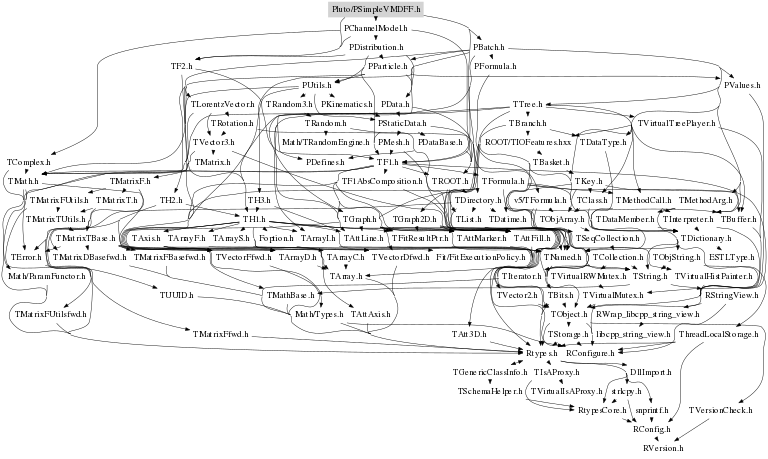 Pluto/PSimpleVMDFF.h
PChannelModel.h
PDistribution.h PBatch.h
TF2.h PParticle.h PFormula.h
PUtils.h PValues.h
TLorentzVector.h TRandom3.h PKinematics.h PData.h TTree.h
TRotation.h TRandom.h PStaticData.h TBranch.h TVirtualTreePlayer.h
TVector3.h Math/TRandomEngine.h PMesh.h PDataBase.h ROOT/TIOFeatures.hxx TDataType.h
TComplex.h TMatrix.h PDefines.h TF1.h TBasket.h
TMath.h TMatrixF.h TF1AbsComposition.h TROOT.h TFormula.h TKey.h
TMatrixFUtils.h TMatrixT.h TH2.h TH3.h TDirectory.h v5/TFormula.h TClass.h TMethodCall.h TMethodArg.h
TMatrixTUtils.h TH1.h TGraph.h TGraph2D.h TList.h TDatime.h TObjArray.h TDataMember.h TInterpreter.h TBuffer.h
TMatrixTBase.h TAxis.h TArrayF.h TArrayS.h Foption.h TArrayI.h TAttLine.h TFitResultPtr.h TAttMarker.h TAttFill.h TSeqCollection.h TDictionary.h
TError.h TMatrixDBasefwd.h TMatrixFBasefwd.h TVectorFfwd.h TArrayD.h TArrayC.h TVectorDfwd.h Fit/FitExecutionPolicy.h TNamed.h TCollection.h TObjString.h ESTLType.h
Math/ParamFunctor.h TArray.h TIterator.h TVirtualRWMutex.h TString.h TVirtualHistPainter.h
TUUID.h TMathBase.h TVector2.h TBits.h TVirtualMutex.h RStringView.h
TMatrixFUtilsfwd.h Math/Types.h TAttAxis.h TObject.h RWrap_libcpp_string_view.h
TMatrixFfwd.h TAtt3D.h TStorage.h libcpp_string_view.h ThreadLocalStorage.h
Rtypes.h RConfigure.h
TGenericClassInfo.h TIsAProxy.h DllImport.h
TSchemaHelper.h TVirtualIsAProxy.h strlcpy.h
RtypesCore.h snprintf.h TVersionCheck.h
RConfig.h
RVersion.h